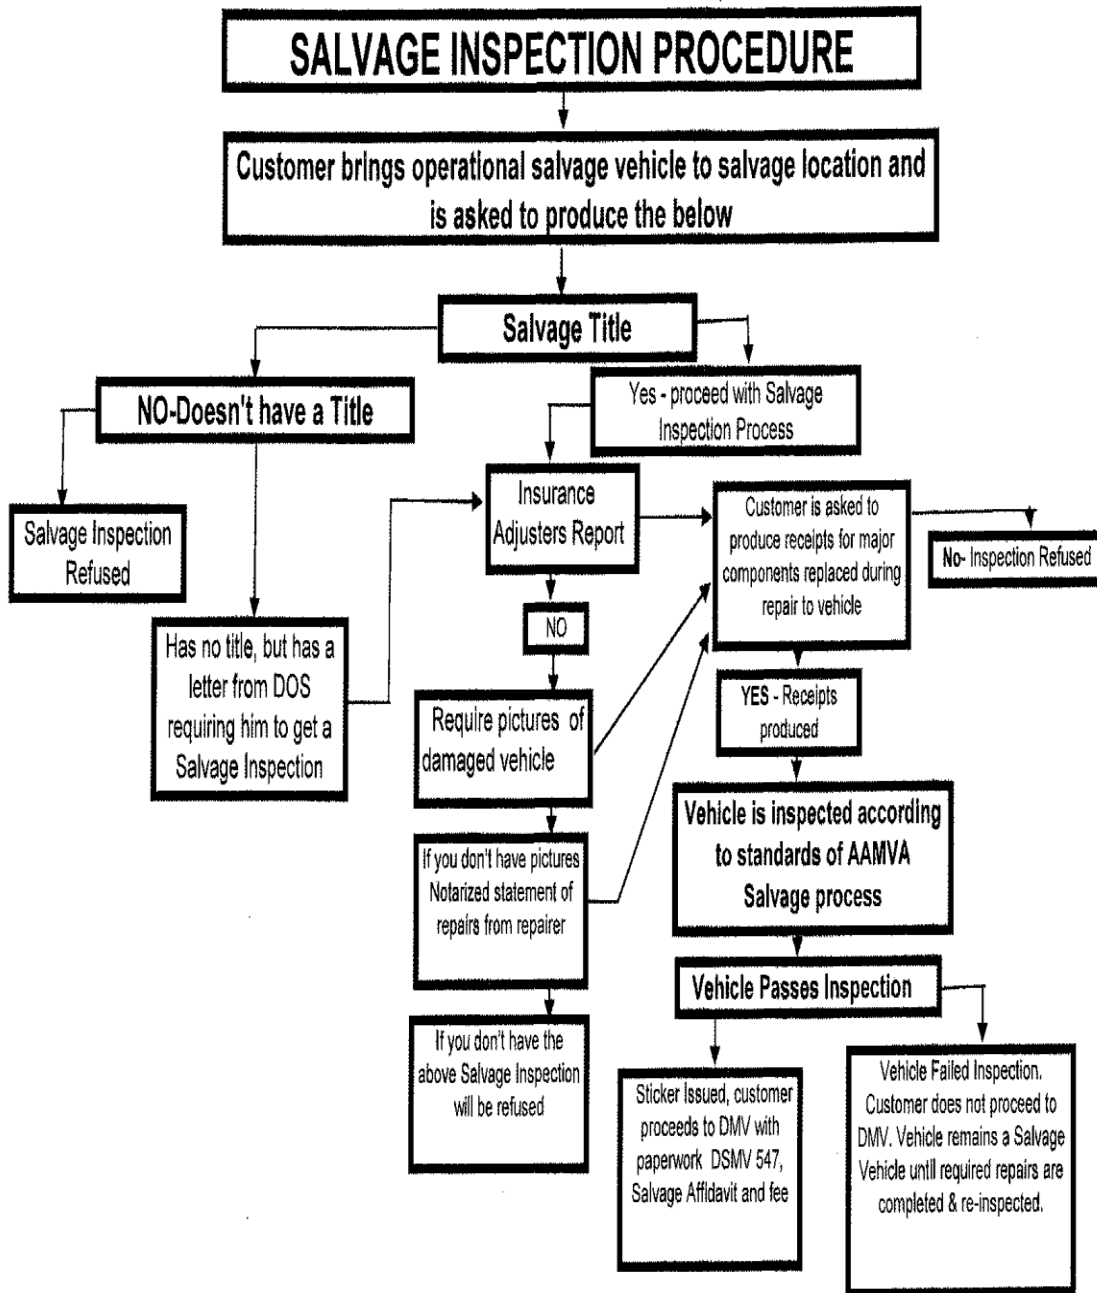 SALVAGE INSPECTION PROCEDURE
Customer brings operational salvage vehicle to salvage location and
is asked to produce the below
Salvage Title
NO-Doesn't have a Title
Yes - proceed with Salvage
Inspection Process
Salvage Inspection
Refused
Insurance
Adjusters Report
Customer is asked to
produce receipts for major
components replaced during
repair to vehicle
No- Inspection Refused
Has no title, but has a
letter from DOS
requiring him to get a
Salvage Inspection
NO
YES - Receipts
produced
Require pictures of
damaged vehicle
Vehicle is inspected according
to standards of AAMVA
Salvage process
If you don't have pictures
Notarized statement of
repairs from repairer
Vehicle Passes Inspection
If you don't have the
above Salvage Inspection
will be refused
Sticker Issued, customer
proceeds to DMV with
paperwork DSMV 547,
Salvage Affidavit and fee
Vehicle Failed Inspection.
Customer does not proceed to
DMV. Vehicle remains a Salvage
Vehicle until required repairs are
completed & re-inspected.